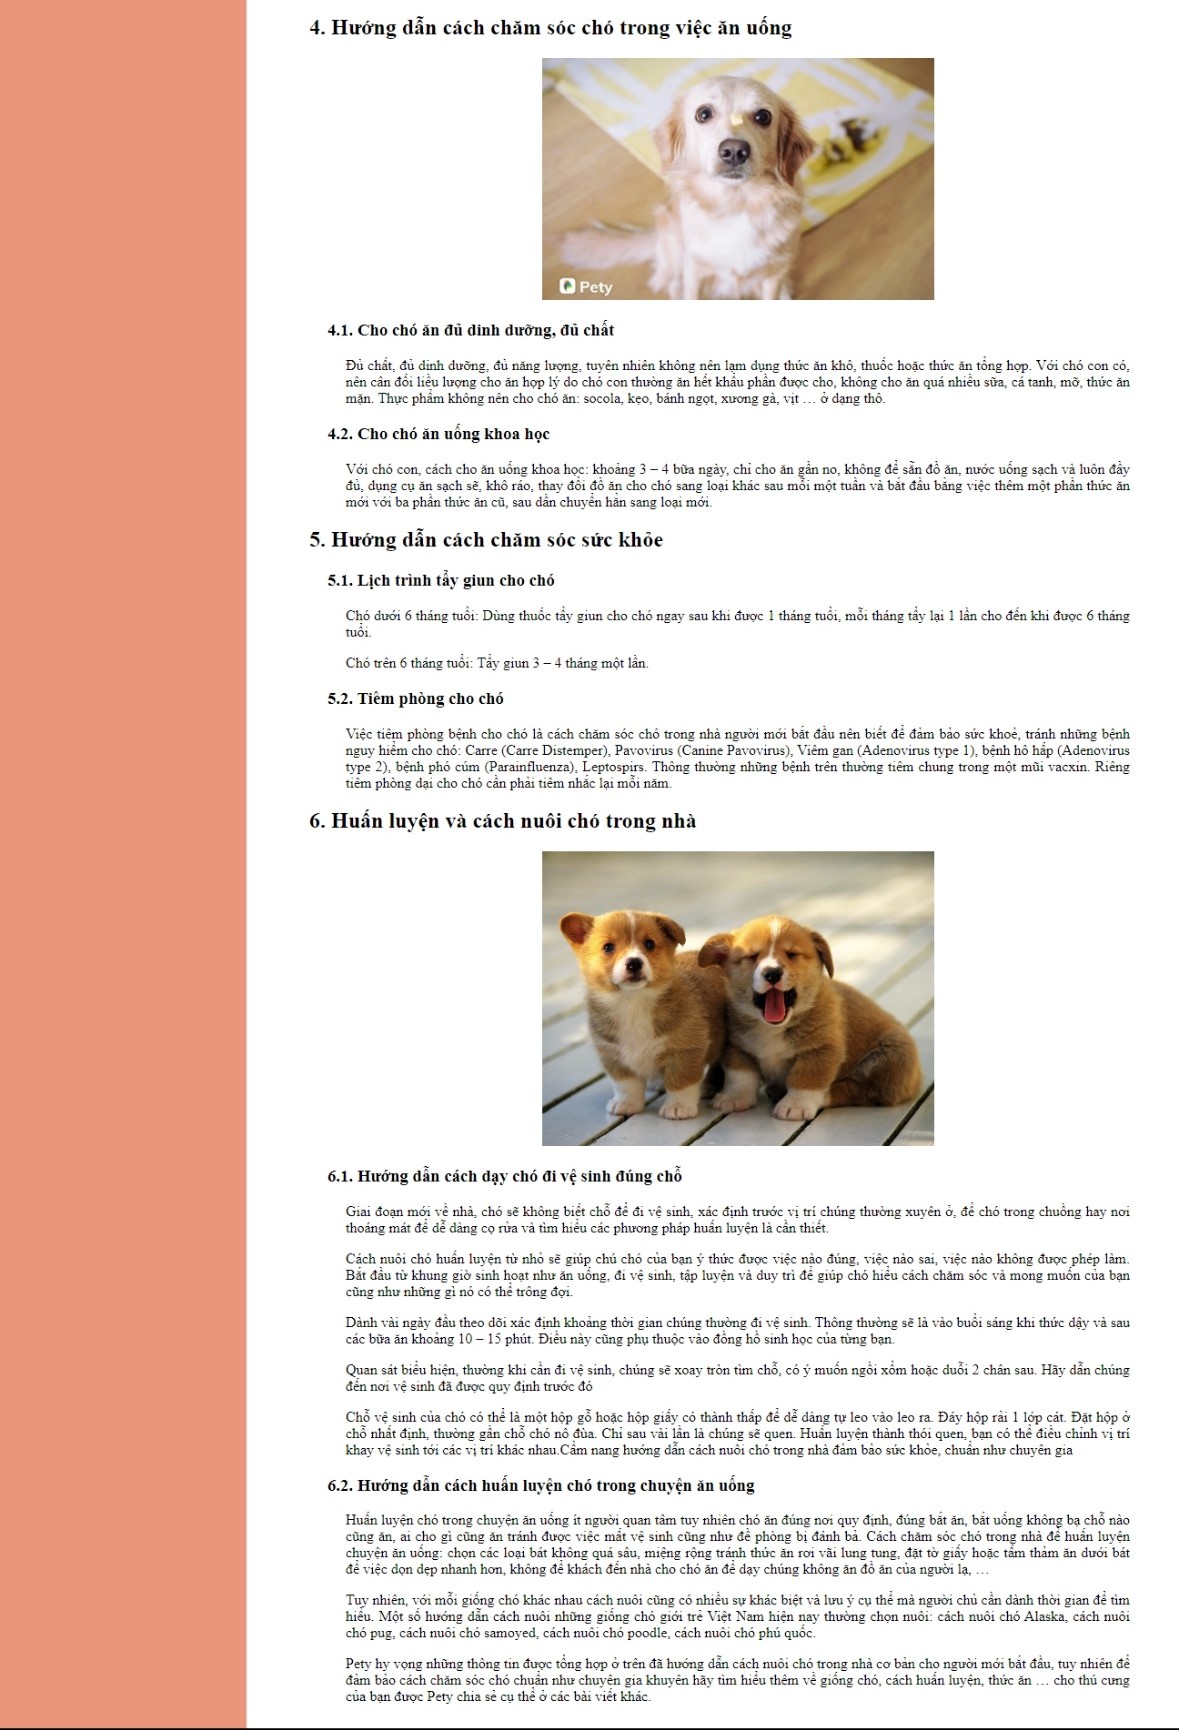 4. Hướng dẫn cách chăm sóc chó trong việc ăn uống
Pety
4.1. Cho chó ăn đủ dinh dưỡng, đủ chất
Đủ chất, đủ dinh dưỡng, đủ năng lượng, tuyên nhiên không nên lạm dụng thức ăn khô, thuốc hoặc thức ăn tổng hợp. Với chó con có,
nên cân đối liều lượng cho ăn hợp lý do chó con thường ăn hết khẩu phần được cho, không cho ăn quá nhiều sữa, cá tanh, mỡ, thức ăn
mặn. Thực phẩm không nên cho chó ăn: socola, kẹo, bánh ngọt, xương gà, vịt … ở dạng thô.
4.2. Cho chó ăn uống khoa học
Với chó con, cách cho ăn uống khoa học: khoảng 3 – 4 bữa ngày, chỉ cho ăn gần no, không để sẵn đồ ăn, nước uống sạch và luôn đầy
đủ, dụng cụ ăn sạch sẽ, khô ráo, thay đổi đồ ăn cho chó sang loại khác sau mỗi một tuần và bắt đầu bằng việc thêm một phần thức ăn
mới với ba phần thức ăn cũ, sau dần chuyển hẳn sang loại mới.
5. Hướng dẫn cách chăm sóc sức khỏe
5.1. Lịch trình tẩy giun cho chó
Chó dưới 6 tháng tuổi: Dùng thuốc tẩy giun cho chó ngay sau khi được 1 tháng tuổi, mỗi tháng tẩy lại 1 lần cho đến khi được 6 tháng
tuổi.
Chó trên 6 tháng tuổi: Tẩy giun 3 – 4 tháng một lần.
5.2. Tiêm phòng cho chó
Việc tiêm phòng bệnh cho chó là cách chăm sóc chó trong nhà người mới bắt đầu nên biết để đảm bảo sức khoẻ, tránh những bệnh
nguy hiểm cho chó: Carre (Carre Distemper), Pavovirus (Canine Pavovirus), Viêm gan (Adenovirus type 1), bệnh hô hấp (Adenovirus
type 2), bệnh phó cúm (Parainfluenza), Leptospirs. Thông thường những bệnh trên thường tiêm chung trong một mũi vacxin. Riêng
tiêm phòng dại cho chó cần phải tiêm nhắc lại mỗi năm.
6. Huấn luyện và cách nuôi chó trong nhà
6.1. Hướng dẫn cách dạy chó đi vệ sinh đúng chỗ
Giai đoạn mới về nhà, chó sẽ không biết chỗ để đi vệ sinh, xác định trước vị trí chúng thường xuyên ở, để chó trong chuồng hay nơi
thoáng mát để dễ dàng cọ rửa và tìm hiểu các phương pháp huấn luyện là cần thiết.
Cách nuôi chó huấn luyện từ nhỏ sẽ giúp chú chó của bạn ý thức được việc nào đúng, việc nào sai, việc nào không được phép làm.
Bắt đầu từ khung giờ sinh hoạt như ăn uống, đi vệ sinh, tập luyện và duy trì để giúp chó hiểu cách chăm sóc và mong muốn của bạn
cũng như những gì nó có thể trông đợi.
Dành vài ngày đầu theo dõi xác định khoảng thời gian chúng thường đi vệ sinh. Thông thường sẽ là vào buổi sáng khi thức dậy và sau
các bữa ăn khoảng 10 – 15 phút. Điều này cũng phụ thuộc vào đồng hồ sinh học của từng bạn.
Quan sát biểu hiện, thường khi cần đi vệ sinh, chúng sẽ xoay tròn tìm chỗ, có ý muốn ngồi xổm hoặc duỗi 2 chân sau. Hãy dẫn chúng
đến nơi vệ sinh đã được quy định trước đó
Chỗ vệ sinh của chó có thể là một hộp gỗ hoặc hộp giấy có thành thấp để dễ dàng tự leo vào leo ra. Đáy hộp rải 1 lớp cát. Đặt hộp ở
chỗ nhất định, thường gần chỗ chó nô đùa. Chỉ sau vài lần là chúng sẽ quen. Huấn luyện thành thói quen, bạn có thể điều chỉnh vị trí
khay vệ sinh tới các vị trí khác nhau.Cẩm nang hướng dẫn cách nuôi chó trong nhà đảm bảo sức khỏe, chuẩn như chuyên gia
6.2. Hướng dẫn cách huấn luyện chó trong chuyện ăn uống
Huấn luyện chó trong chuyện ăn uống ít người quan tâm tuy nhiên chó ăn đúng nơi quy định, đúng bát ăn, bát uống không bạ chỗ nào
cũng ăn, ai cho gì cũng ăn tránh được việc mất vệ sinh cũng như đề phòng bị đánh bả. Cách chăm sóc chó trong nhà để huấn luyện
chuyện ăn uống: chọn các loại bát không quá sâu, miệng rộng tránh thức ăn rơi vãi lung tung, đặt tờ giấy hoặc tấm thảm ăn dưới bát
để việc dọn dẹp nhanh hơn, không để khách đến nhà cho chó ăn để dạy chúng không ăn đồ ăn của người lạ, …
Tuy nhiên, với mỗi giống chó khác nhau cách nuôi cũng có nhiều sự khác biệt và lưu ý cụ thể mà người chủ cần dành thời gian để tìm
hiểu. Một số hướng dẫn cách nuôi những giống chó giới trẻ Việt Nam hiện nay thường chọn nuôi: cách nuôi chó Alaska, cách nuôi
chó pug, cách nuôi chó samoyed, cách nuôi chó poodle, cách nuôi chó phú quốc.
Pety hy vọng những thông tin được tổng hợp ở trên đã hướng dẫn cách nuôi chó trong nhà cơ bản cho người mới bắt đầu, tuy nhiên để
đảm bảo cách chăm sóc chó chuẩn như chuyên gia khuyên hãy tìm hiểu thêm về giống chó, cách huấn luyện, thức ăn … cho thú cưng
của bạn được Pety chia sẻ cụ thể ở các bài viết khác.